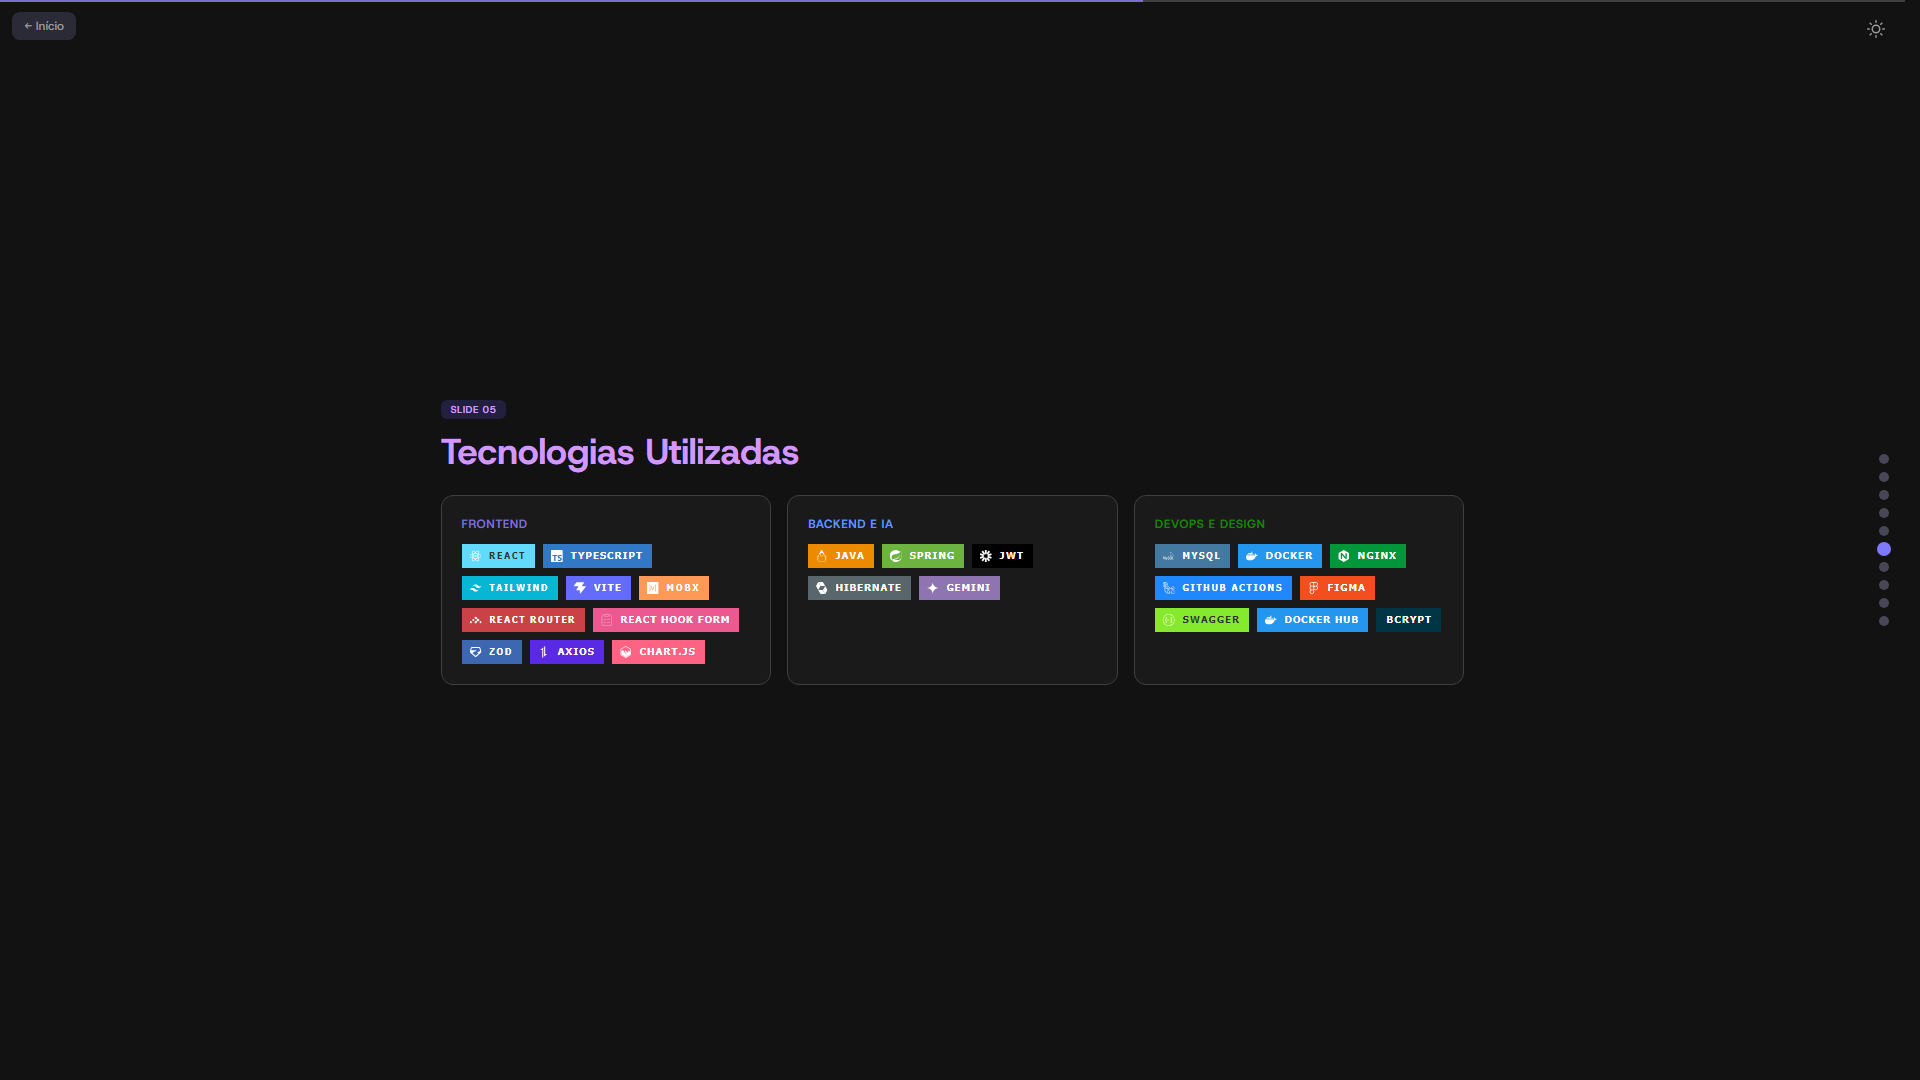 ← Início
SLIDE 05
Tecnologias Utilizadas
FRONTEND
REACT TYPESCRIPT
TAILWIND VITE MOBX
REACT ROUTER REACT HOOK FORM
ZOD AXIOS CHART.JS
BACKEND E IA
JAVA SPRING JWT
HIBERNATE GEMINI
DEVOPS E DESIGN
MYSQL DOCKER NGINX
GITHUB ACTIONS FIGMA
SWAGGER DOCKER HUB BCRYPT